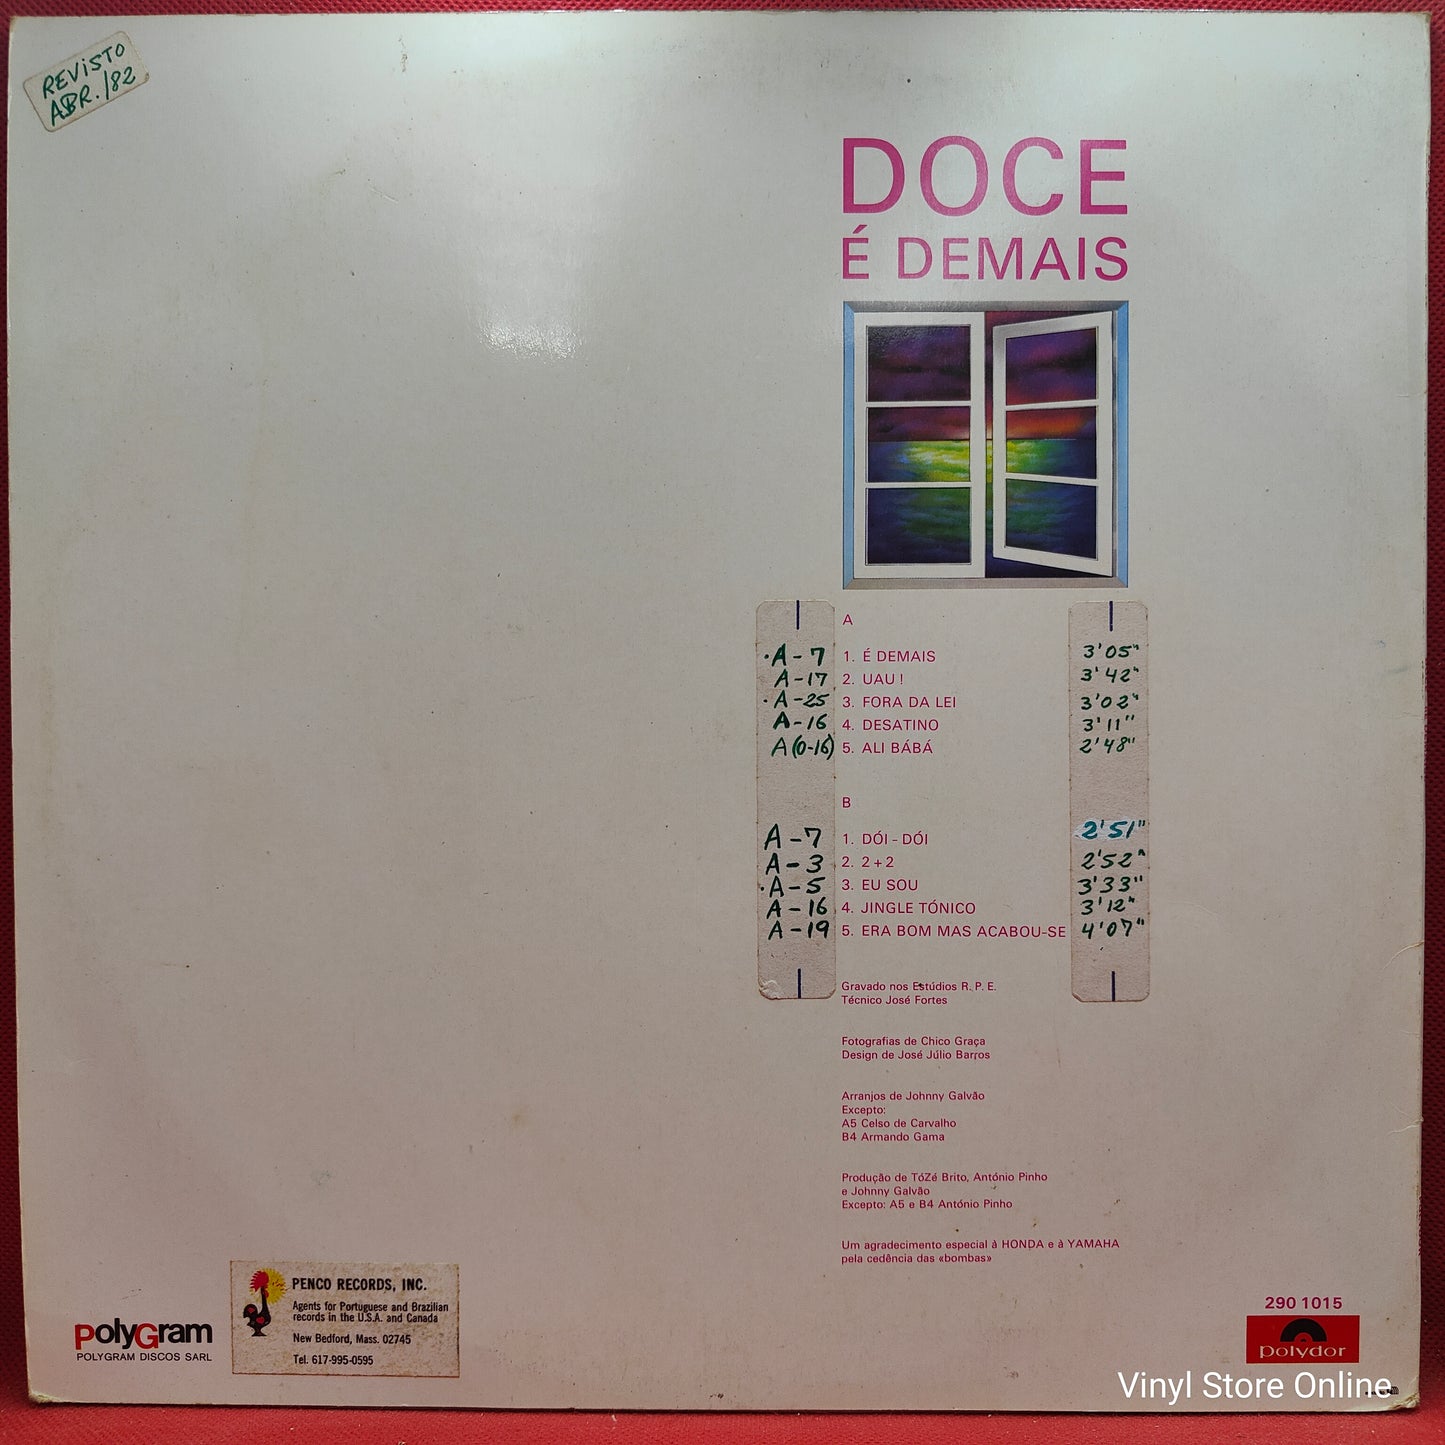 REVISTO
ABR./82
DOCE
É DEMAIS
A
·A-7 1. É DEMAIS 3'05"
A-17 2. UAU! 3'42"
·A-25 3. FORA DA LEI 3'02"
A-16 4. DESATINO 3'11"
A(0-16) 5. ALI BÁBÁ 2'48"
B
A-7 1. DÓI-DÓI 2'51"
A-3 2. 2+2 2'52"
·A-5 3. EU SOU 3'33"
A-16 4. JINGLE TÓNICO 3'12"
A-19 5. ERA BOM MAS ACABOU-SE 4'07"
Gravado nos Estúdios R. P. E.
Técnico José Fortes
Fotografias de Chico Graça
Design de José Júlio Barros
Arranjos de Johnny Galvão
Excepto:
A5 Celso de Carvalho
B4 Armando Gama
Produção de TóZé Brito, António Pinho
e Johnny Galvão
Excepto: A5 e B4 António Pinho
Um agradecimento especial à HONDA e à YAMAHA
pela cedência das «bombas»
PolyGram
POLYGRAM DISCOS SARL
PENCO RECORDS, INC.
Agents for Portuguese and Brazilian
records in the U.S.A. and Canada
New Bedford, Mass. 02745
Tel. 617-995-0595
290 1015
polydor
Vinyl Store Online